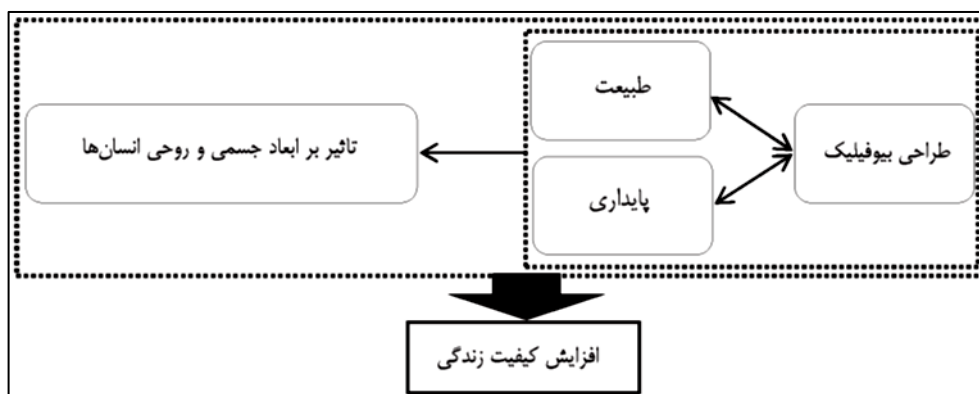 طبیعت
طراحی بیوفیلیک
پایداری
تاثیر بر ابعاد جسمی و روحی انسان‌ها
افزایش کیفیت زندگی